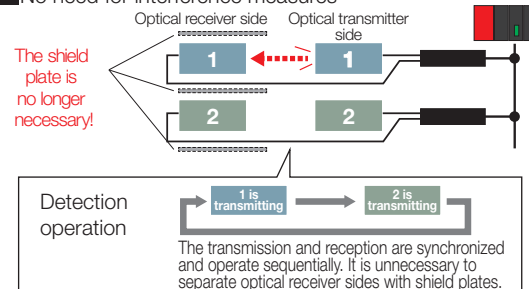 No need for interference measures
Optical receiver side
Optical transmitter
side
The shield
plate is
no longer
necessary!
1
1
2
2
Detection
operation
1 is
transmitting
2 is
transmitting
The transmission and reception are synchronized
and operate sequentially. It is unnecessary to
separate optical receiver sides with shield plates.